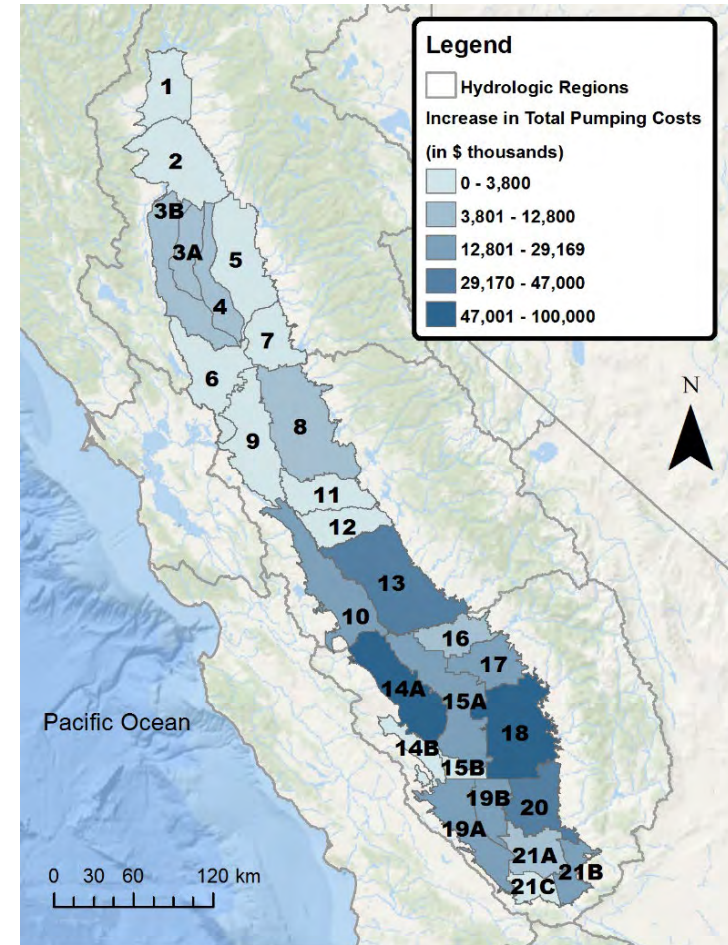 Legend
Hydrologic Regions
Increase in Total Pumping Costs
(in $ thousands)
0 - 3,800
3,801 - 12,800
12,801 - 29,169
29,170 - 47,000
47,001 - 100,000
N
1
2
3B
3A
5
4
7
6
8
9
11
12
13
10
16
17
14A
15A
18
Pacific Ocean
14B
15B
19B
20
19A
21A
21B
21C
0 30 60 120 km